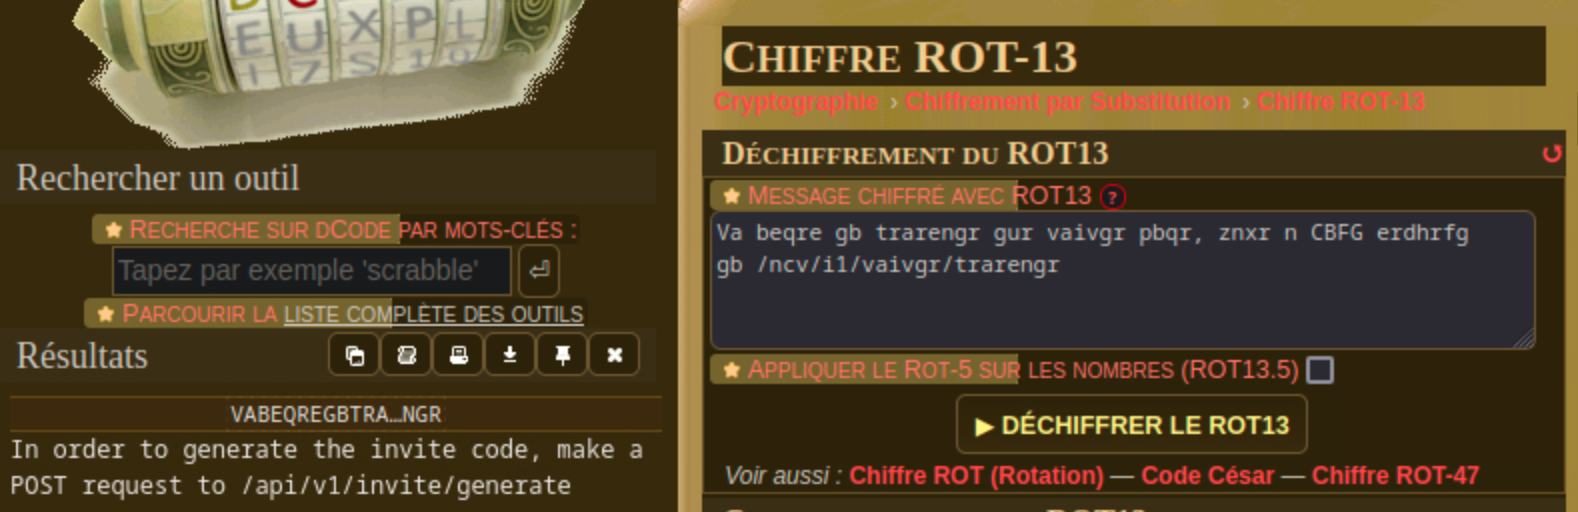 D C
E U X P L
I 7 S 1 9
Rechercher un outil
RECHERCHE SUR DCODE PAR MOTS-CLÉS :
Tapez par exemple 'scrabble'
PARCOURIR LA LISTE COMPLÈTE DES OUTILS
Résultats
VABEQREGBTRA…NGR
In order to generate the invite code, make a
POST request to /api/v1/invite/generate
CHIFFRE ROT-13
Cryptographie › Chiffrement par Substitution › Chiffre ROT-13
DÉCHIFFREMENT DU ROT13
MESSAGE CHIFFRÉ AVEC ROT13 ?
Va beqre gb trarengr gur vaivgr pbqr, znxr n CBFG erdhrfg
gb /ncv/i1/vaivgr/trarengr
APPLIQUER LE ROT-5 SUR LES NOMBRES (ROT13.5)
▶ DÉCHIFFRER LE ROT13
Voir aussi : Chiffre ROT (Rotation) — Code César — Chiffre ROT-47